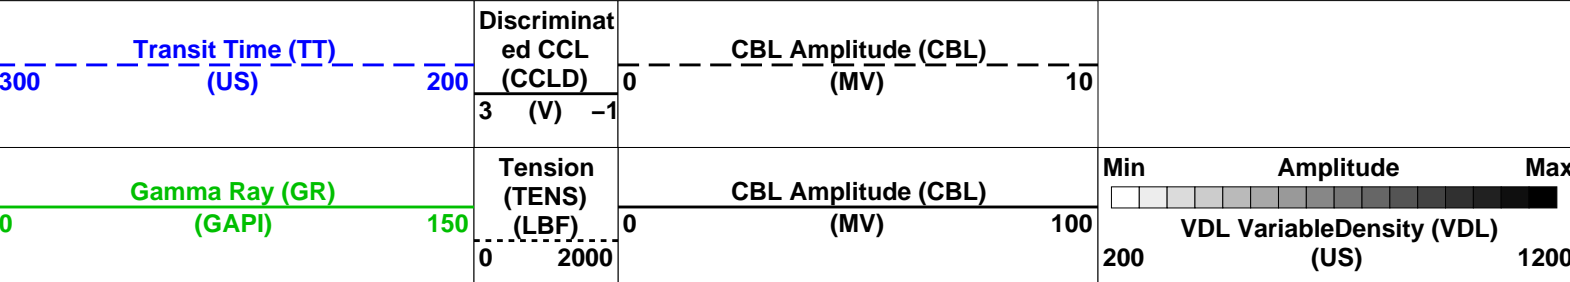 Transit Time (TT)
300 (US) 200
Discriminat
ed CCL
(CCLD)
3 (V) −1
CBL Amplitude (CBL)
0 (MV) 10
Gamma Ray (GR)
0 (GAPI) 150
Tension
(TENS)
(LBF)
0 2000
CBL Amplitude (CBL)
0 (MV) 100
Min Amplitude Max
VDL VariableDensity (VDL)
200 (US) 1200